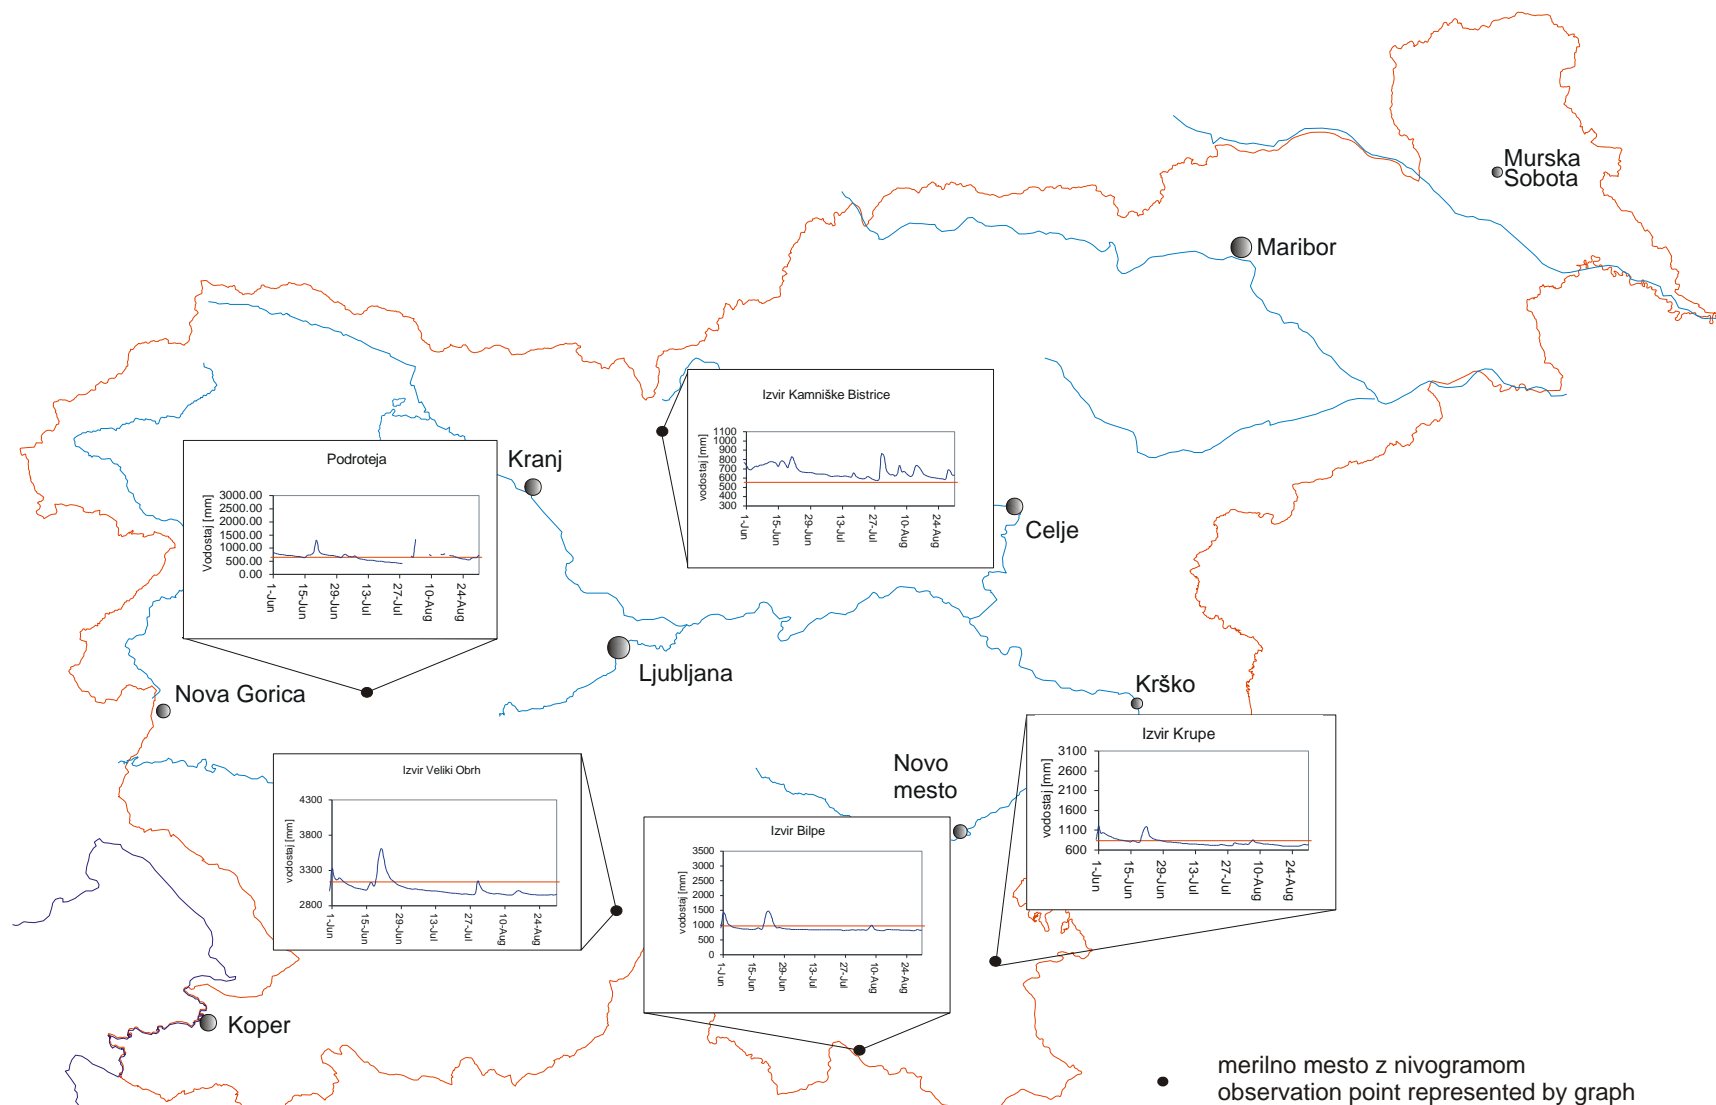 Murska
Sobota
Maribor
Izvir Kamniške Bistrice
vodostaj [mm]
1100
1000
900
800
700
600
500
400
300
1-Jun
15-Jun
29-Jun
13-Jul
27-Jul
10-Aug
24-Aug
Podroteja
Vodostaj [mm]
3000.00
2500.00
2000.00
1500.00
1000.00
500.00
0.00
1-Jun
15-Jun
29-Jun
13-Jul
27-Jul
10-Aug
24-Aug
Kranj
Celje
Ljubljana
Nova Gorica
Krško
Izvir Krupe
vodostaj [mm]
3100
2600
2100
1600
1100
600
1-Jun
15-Jun
29-Jun
13-Jul
27-Jul
10-Aug
24-Aug
Izvir Veliki Obrh
vodostaj [mm]
4300
3800
3300
2800
1-Jun
15-Jun
29-Jun
13-Jul
27-Jul
10-Aug
24-Aug
Novo
mesto
Izvir Bilpe
vodostaj [mm]
3500
3000
2500
2000
1500
1000
500
0
1-Jun
15-Jun
29-Jun
13-Jul
27-Jul
10-Aug
24-Aug
Koper
merilno mesto z nivogramom
observation point represented by graph